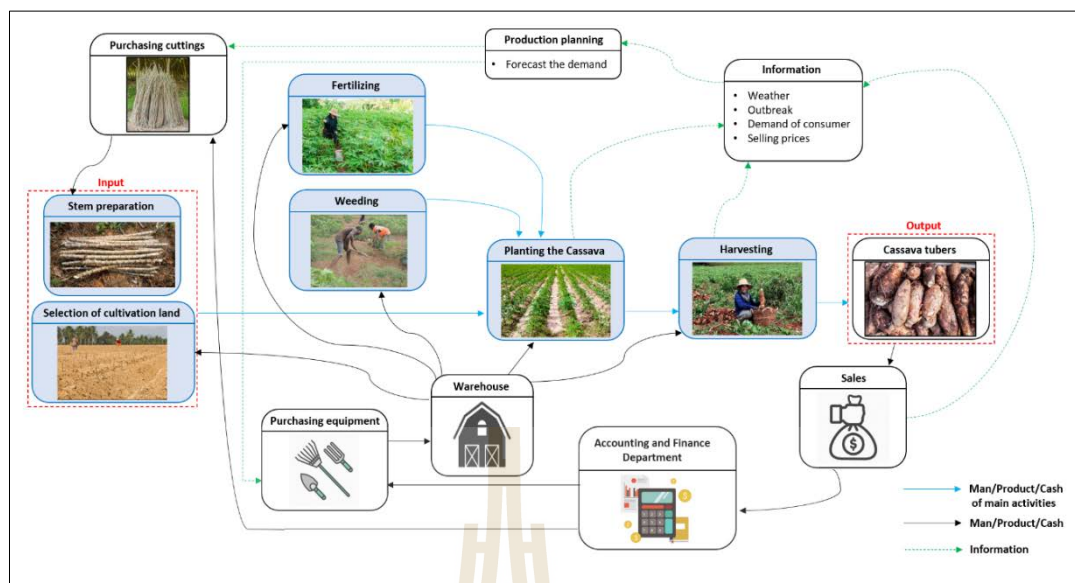 Purchasing cuttings
Production planning
• Forecast the demand
Information
• Weather
• Outbreak
• Demand of consumer
• Selling prices
Fertilizing
Input
Stem preparation
Weeding
Planting the Cassava
Harvesting
Output
Cassava tubers
Selection of cultivation land
Warehouse
Sales
Purchasing equipment
Accounting and Finance
Department
Man/Product/Cash
of main activities
Man/Product/Cash
Information